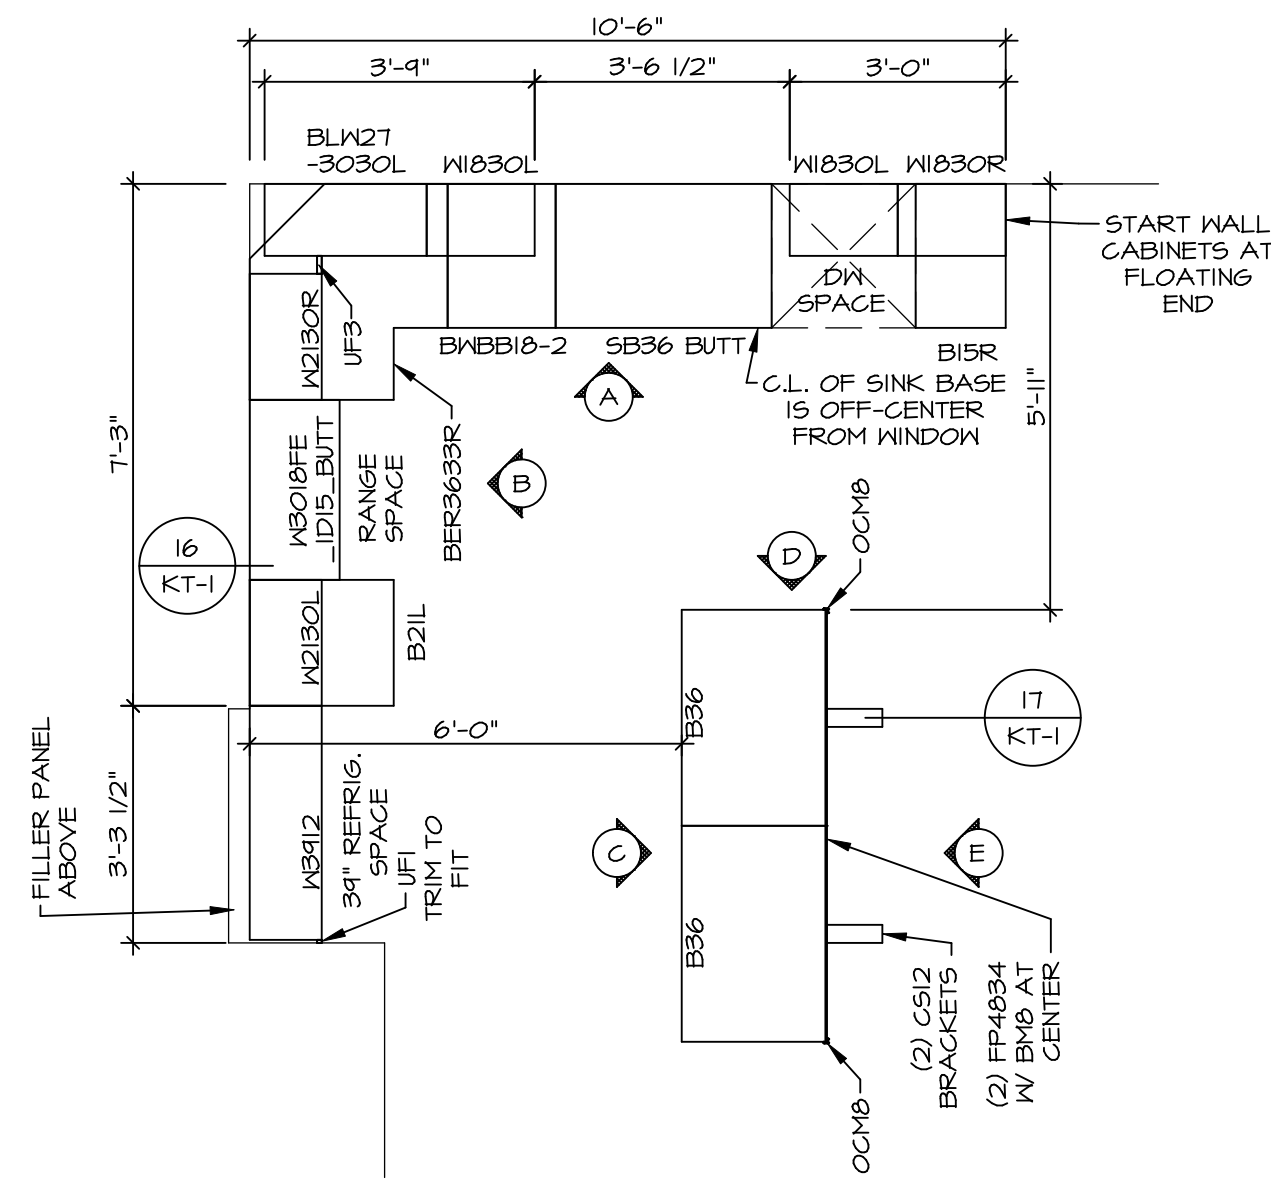 10'-6"
3'-9"
3'-6 1/2"
3'-0"
BLW27
-3030L
W1830L
W1830L
W1830R
START WALL
CABINETS AT
FLOATING
END
DW
SPACE
UF3
W2130R
BWBB18-2
SB36 BUTT
B15R
C.L. OF SINK BASE
IS OFF-CENTER
FROM WINDOW
5'-11"
A
7'-3"
W3018FE
_1D15_BUTT
RANGE
SPACE
BER3633R
B
16
KT-1
OCM8
D
W2130L
B21L
6'-0"
B36
17
KT-1
FILLER PANEL
ABOVE
3'-3 1/2"
W3912
39" REFRIG.
SPACE
UF1
TRIM TO
FIT
C
E
B36
(2) CS12
BRACKETS
(2) FP4834
W/ BM8 AT
CENTER
OCM8